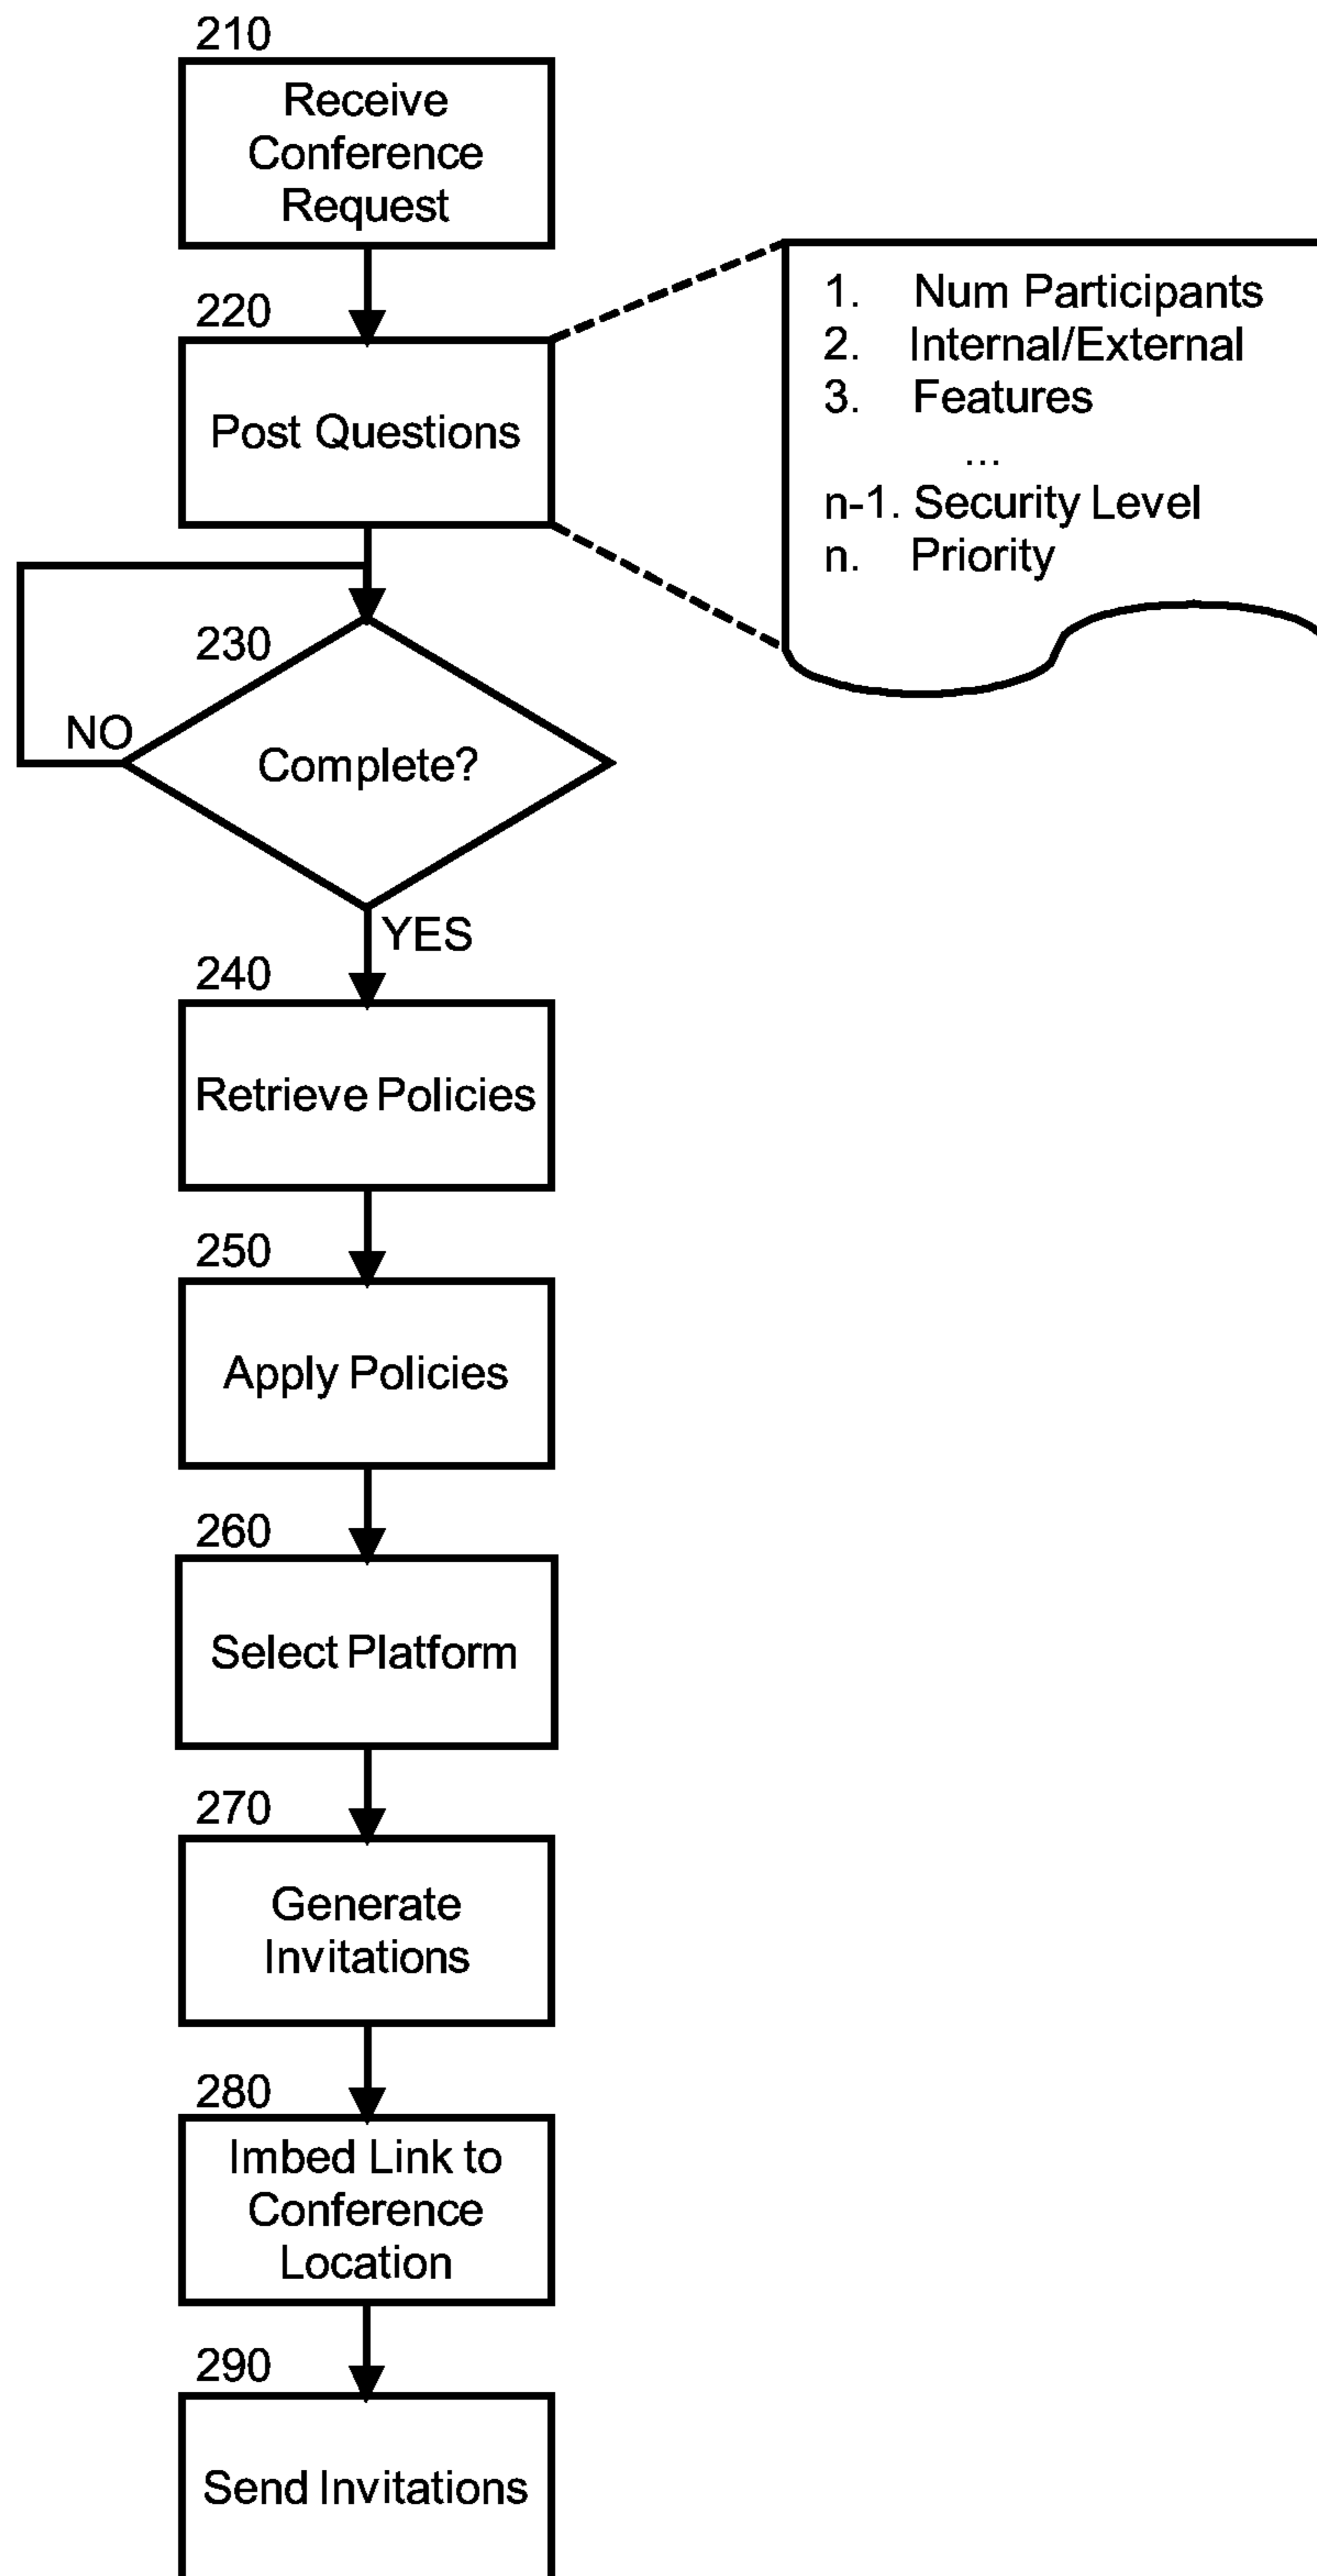 210
Receive
Conference
Request
220
Post Questions
1. Num Participants
2. Internal/External
3. Features
...
n-1. Security Level
n. Priority
230
NO
Complete?
YES
240
Retrieve Policies
250
Apply Policies
260
Select Platform
270
Generate
Invitations
280
Imbed Link to
Conference
Location
290
Send Invitations